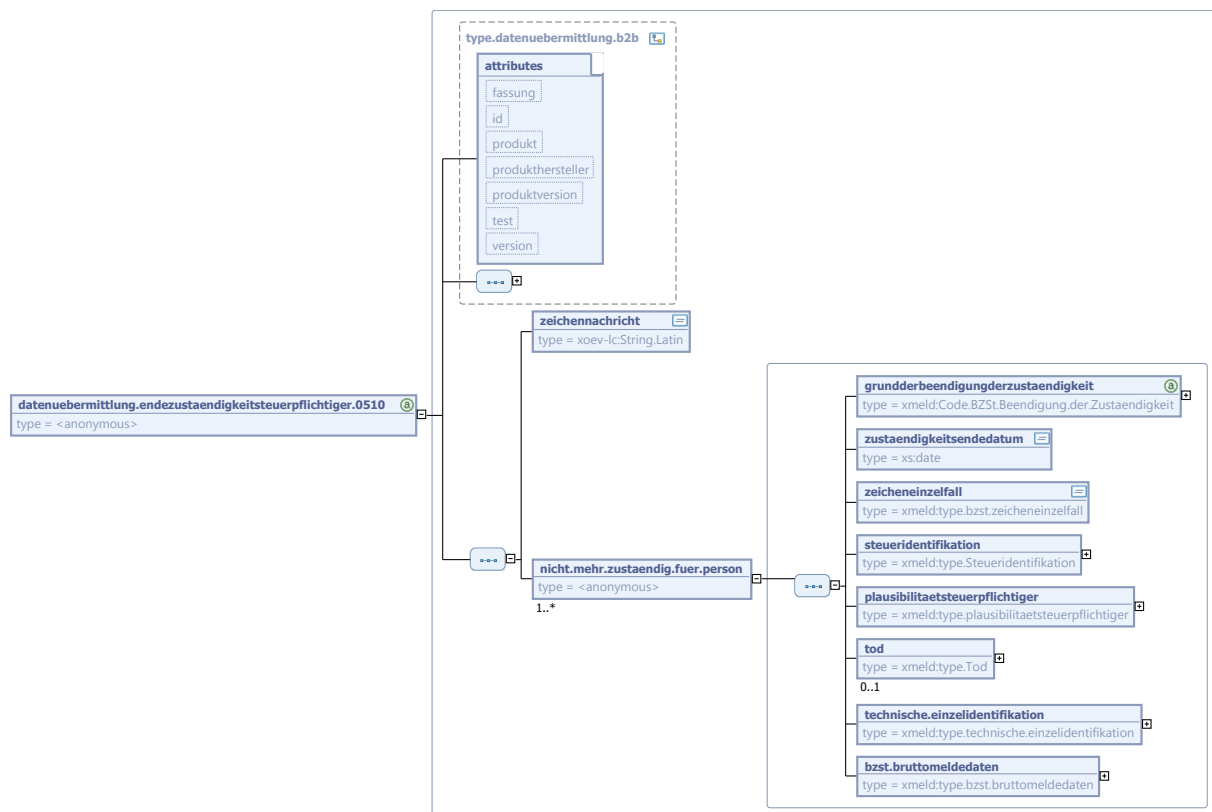 type.datenuebermittlung.b2b
attributes
fassung
id
produkt
produkthersteller
produktversion
test
version
zeichennachricht
type = xoev-lc:String.Latin
datenuebermittlung.endezustaendigkeitsteuerpflichtiger.0510
type = <anonymous>
nicht.mehr.zustaendig.fuer.person
type = <anonymous>
1..*
grundderbeendigungderzustaendigkeit
type = xmeld:Code.BZSt.Beendigung.der.Zustaendigkeit
zustaendigkeitsendedatum
type = xs:date
zeicheneinzelfall
type = xmeld:type.bzst.zeicheneinzelfall
steueridentifikation
type = xmeld:type.Steueridentifikation
plausibilitaetsteuerpflichtiger
type = xmeld:type.plausibilitaetsteuerpflichtiger
tod
type = xmeld:type.Tod
0..1
technische.einzelidentifikation
type = xmeld:type.technische.einzelidentifikation
bzst.bruttomeldedaten
type = xmeld:type.bzst.bruttomeldedaten